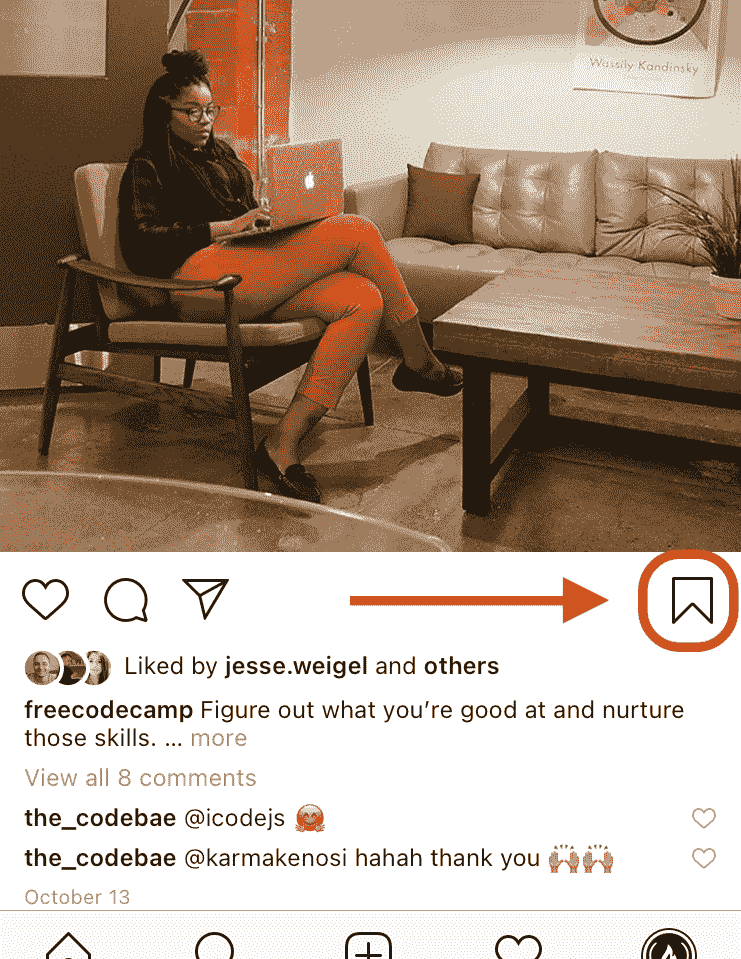 Wassily Kandinsky
Liked by jesse.weigel and others
freecodecamp Figure out what you’re good at and nurture
those skills. ... more
View all 8 comments
the_codebae @icodejs 🤗
the_codebae @karmakenosi hahah thank you 🙌🙌
October 13